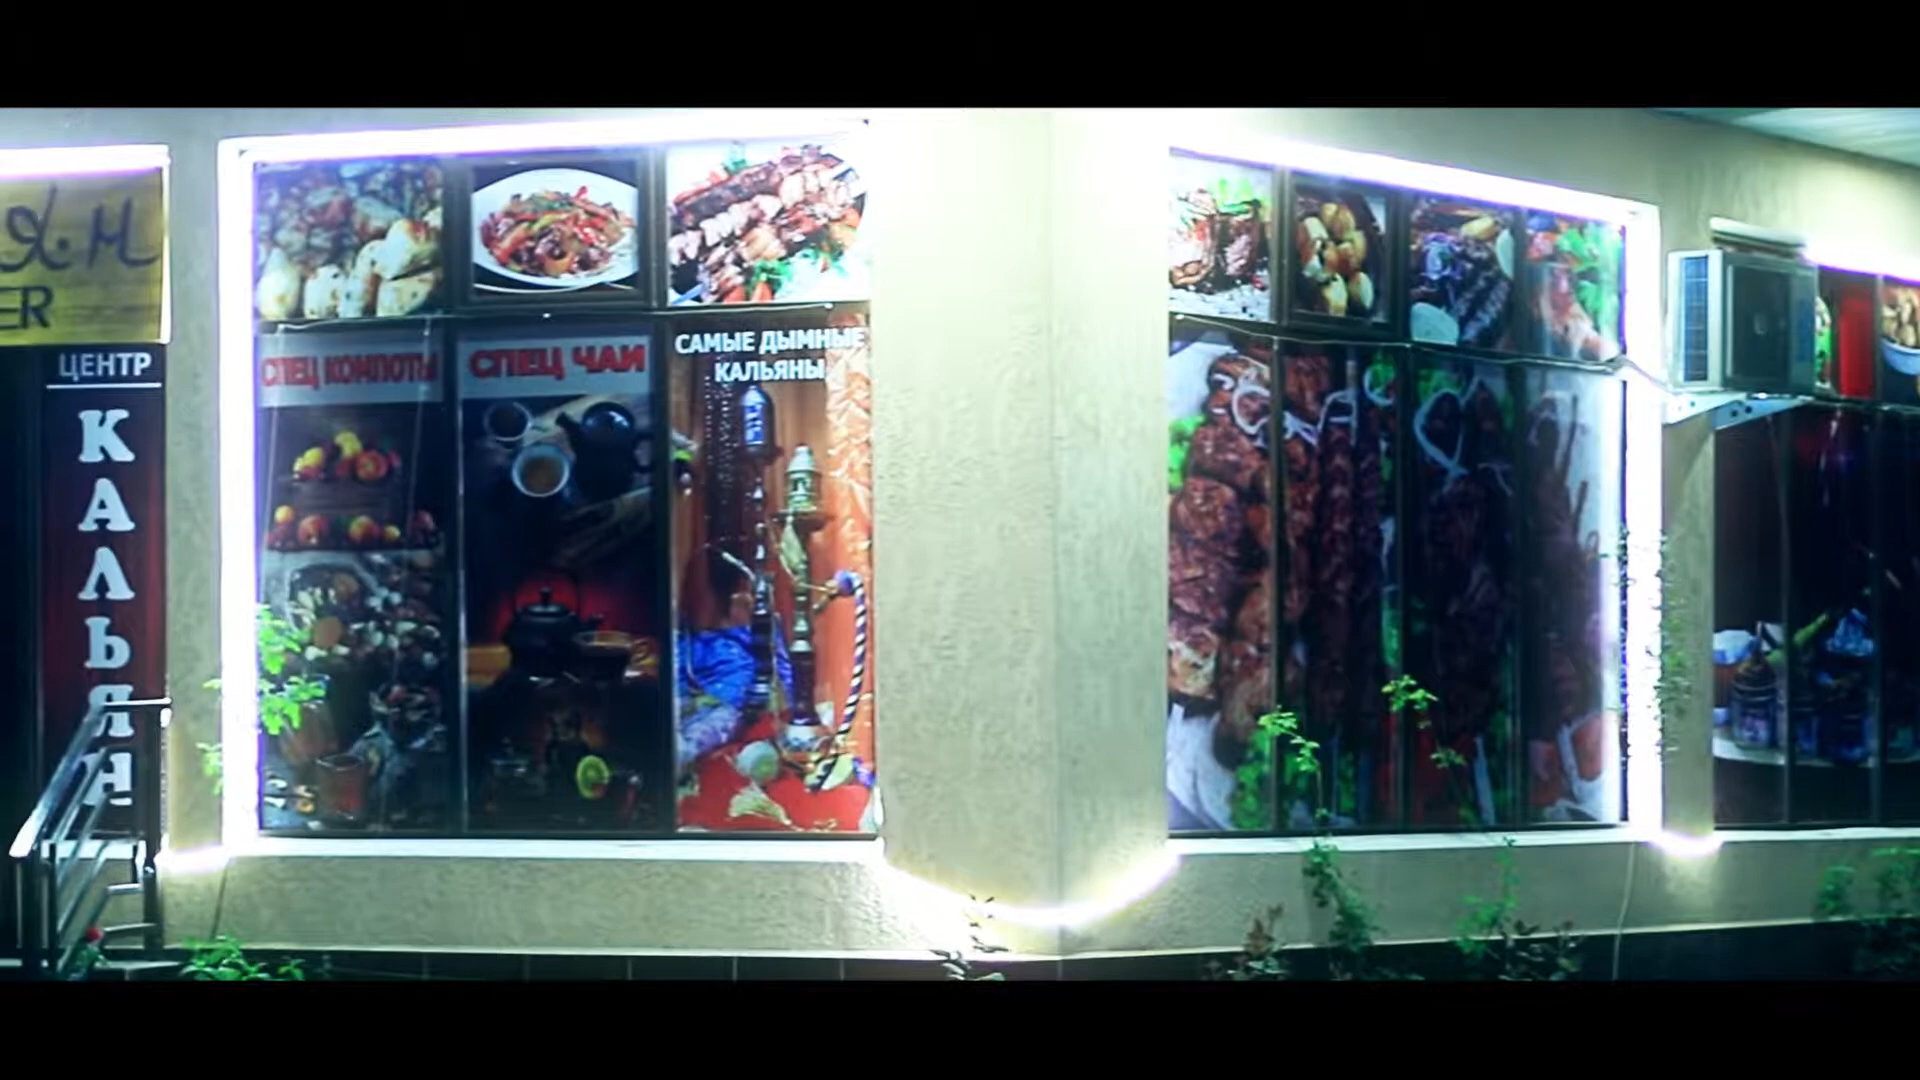 ЦЕНТР
КАЛЬЯН
СПЕЦ КОМПОТЫ
СПЕЦ ЧАИ
САМЫЕ ДЫМНЫЕ
КАЛЬЯНЫ